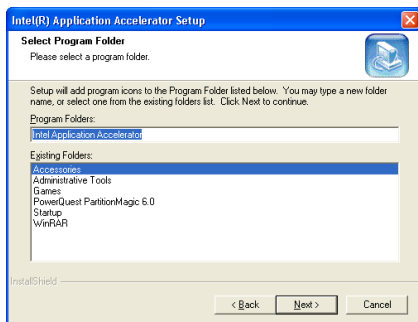 Intel(R) Application Accelerator Setup
Select Program Folder
Please select a program folder.
Setup will add program icons to the Program Folder listed below. You may type a new folder
name, or select one from the existing folders list. Click Next to continue.
Program Folders:
Intel Application Accelerator
Existing Folders:
Accessories
Administrative Tools
Games
PowerQuest PartitionMagic 6.0
Startup
WinRAR
InstallShield
< Back
Next >
Cancel